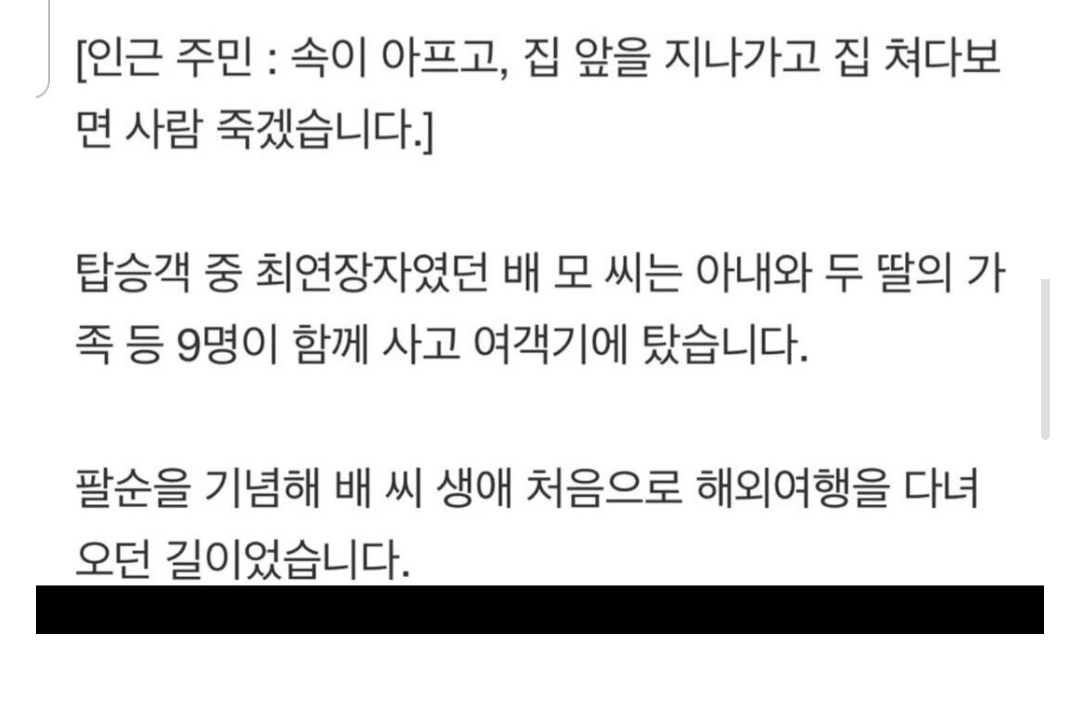 [인근 주민 : 속이 아프고, 집 앞을 지나가고 집 쳐다보
면 사람 죽겠습니다.]
탑승객 중 최연장자였던 배 모 씨는 아내와 두 딸의 가
족 등 9명이 함께 사고 여객기에 탔습니다.
팔순을 기념해 배 씨 생애 처음으로 해외여행을 다녀
오던 길이었습니다.